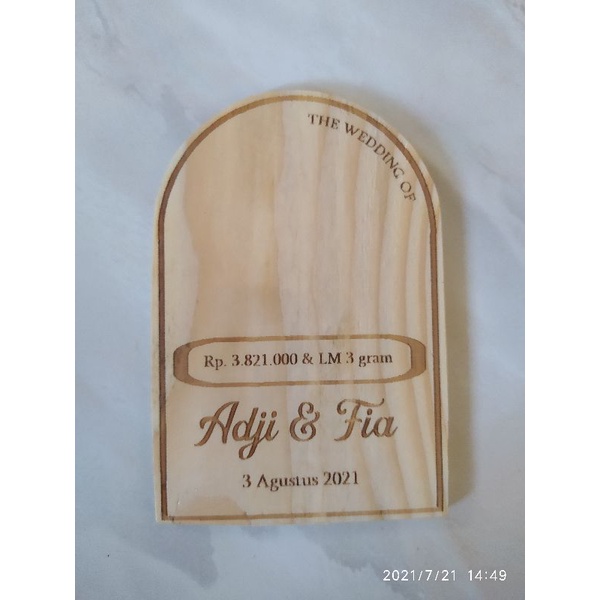 THE WEDDING OF
Rp. 3.821.000 & LM 3 gram
Adji & Fia
3 Agustus 2021
2021/7/21 14:49